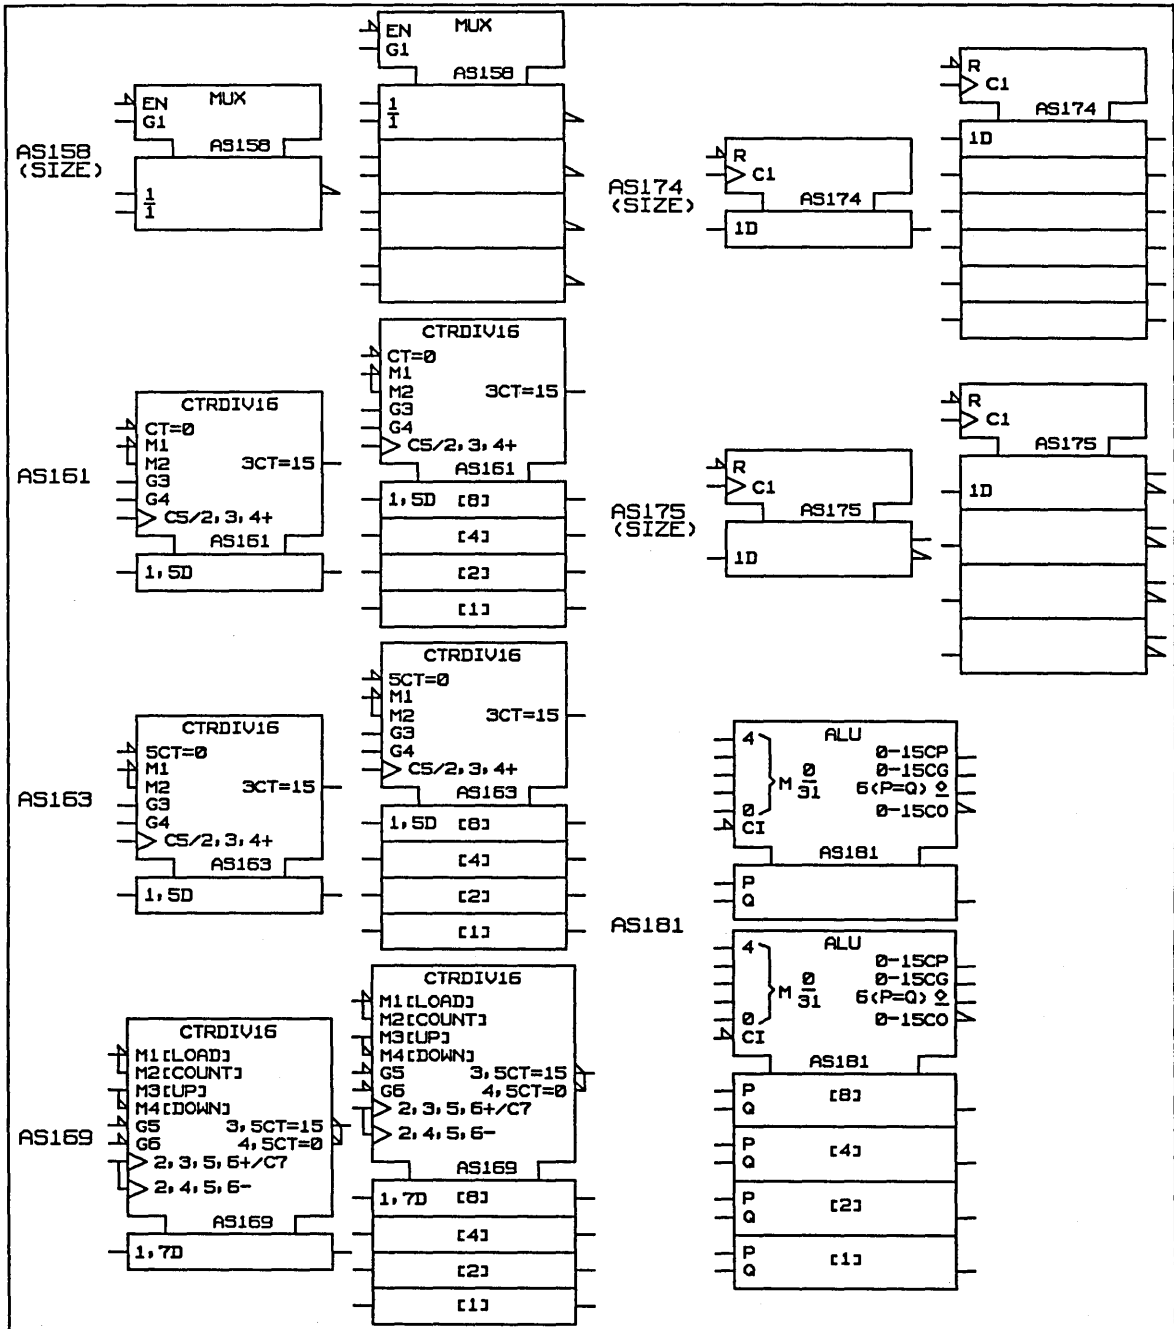 AS158
(SIZE)
EN MUX
G1
AS158
1
1
EN MUX
G1
AS158
1
1
AS161
CTRDIV16
CT=0
M1
M2 3CT=15
G3
G4
C5/2,3,4+
AS161
1,5D
CTRDIV16
CT=0
M1
M2 3CT=15
G3
G4
C5/2,3,4+
AS161
1,5D [8]
[4]
[2]
[1]
AS163
CTRDIV16
5CT=0
M1
M2 3CT=15
G3
G4
C5/2,3,4+
AS163
1,5D
CTRDIV16
5CT=0
M1
M2 3CT=15
G3
G4
C5/2,3,4+
AS163
1,5D [8]
[4]
[2]
[1]
AS169
CTRDIV16
M1[LOAD]
M2[COUNT]
M3[UP]
M4[DOWN]
G5 3,5CT=15
G6 4,5CT=0
2,3,5,6+/C7
2,4,5,6-
AS169
1,7D
CTRDIV16
M1[LOAD]
M2[COUNT]
M3[UP]
M4[DOWN]
G5 3,5CT=15
G6 4,5CT=0
2,3,5,6+/C7
2,4,5,6-
AS169
1,7D [8]
[4]
[2]
[1]
AS174
(SIZE)
R
C1
AS174
1D
R
C1
AS174
1D
AS175
(SIZE)
R
C1
AS175
1D
R
C1
AS175
1D
AS181
ALU
4 0-15CP
0 0-15CG
M 31 6(P=Q)
0 0-15CO
CI
AS181
P
Q
ALU
4 0-15CP
0 0-15CG
M 31 6(P=Q)
0 0-15CO
CI
AS181
P [8]
Q
P [4]
Q
P [2]
Q
P [1]
Q